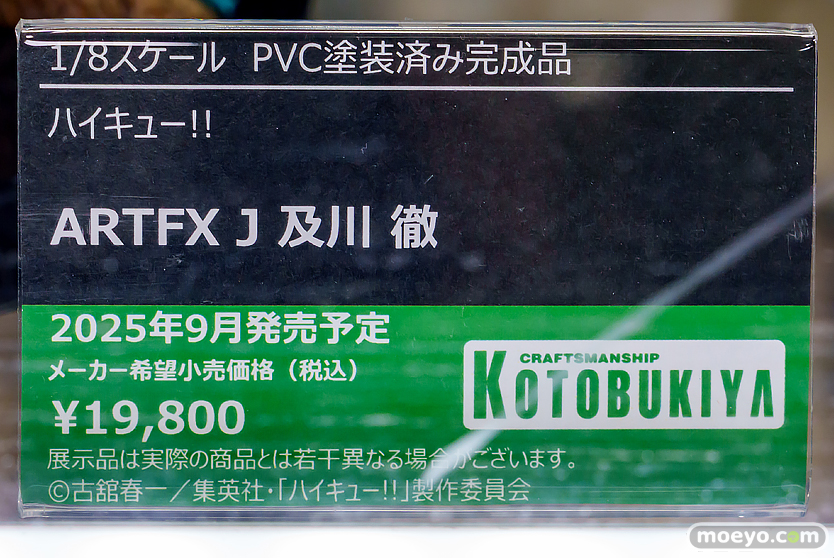 1/8スケール PVC塗装済み完成品
ハイキュー!!
ARTFX J 及川 徹
2025年9月発売予定
メーカー希望小売価格（税込）
¥19,800
CRAFTSMANSHIP
KOTOBUKIYA
展示品は実際の商品とは若干異なる場合がございます。
©古舘春一／集英社・「ハイキュー!!」製作委員会
moeyo.com